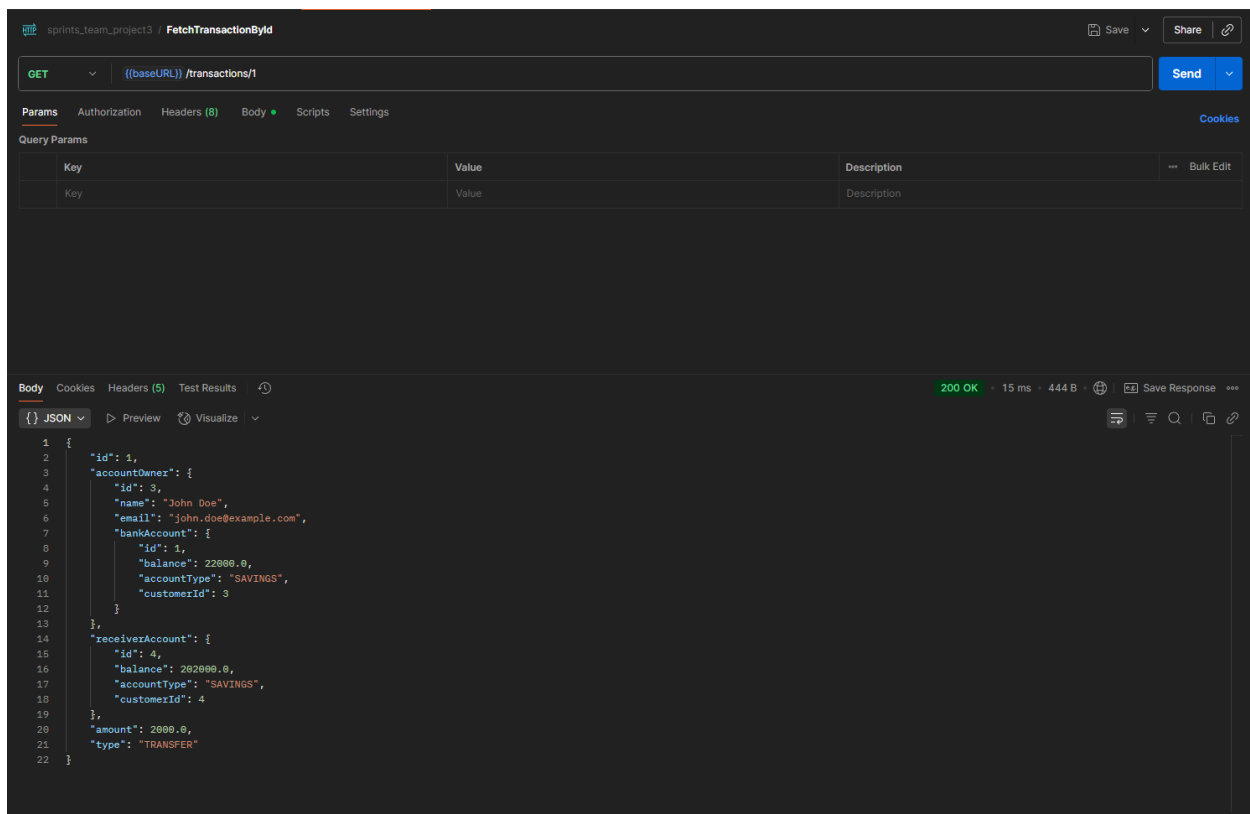 HTTP sprints_team_project3 / FetchTransactionById Save Share
GET {{baseURL}} /transactions/1 Send
Params Authorization Headers (8) Body Scripts Settings Cookies
Query Params
Key Value Description ••• Bulk Edit
Key Value Description
Body Cookies Headers (5) Test Results 200 OK • 15 ms • 444 B • e.g. Save Response •••
{} JSON Preview Visualize
1 {
2 "id": 1,
3 "accountOwner": {
4 "id": 3,
5 "name": "John Doe",
6 "email": "john.doe@example.com",
7 "bankAccount": {
8 "id": 1,
9 "balance": 22000.0,
10 "accountType": "SAVINGS",
11 "customerId": 3
12 }
13 },
14 "receiverAccount": {
15 "id": 4,
16 "balance": 202000.0,
17 "accountType": "SAVINGS",
18 "customerId": 4
19 },
20 "amount": 2000.0,
21 "type": "TRANSFER"
22 }